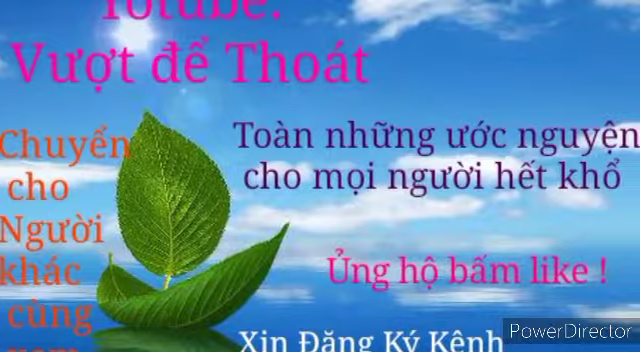 Yotube:
Vượt để Thoát
Chuyển
cho
Người
khác
cùng
xem
Toàn những ước nguyện
cho mọi người hết khổ
Ủng hộ bấm like !
Xin Đăng Ký Kênh
PowerDirector